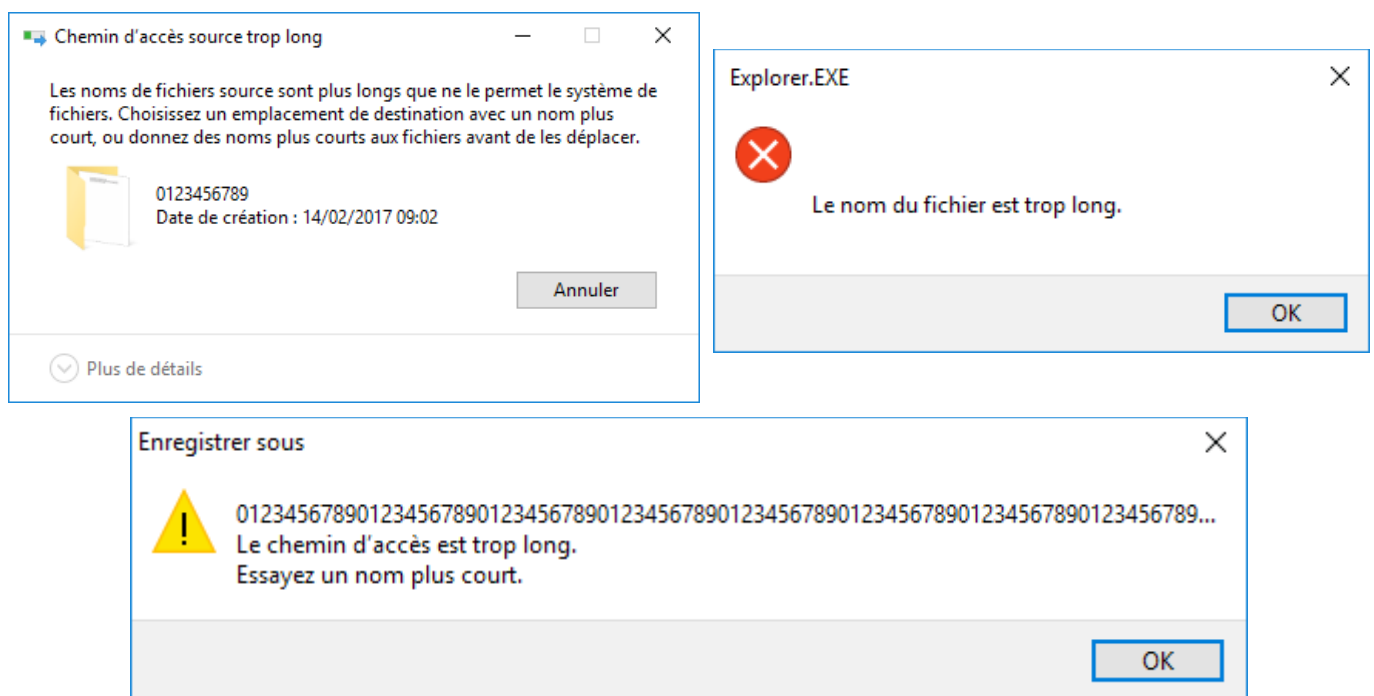 Chemin d'accès source trop long
Les noms de fichiers source sont plus longs que ne le permet le système de
fichiers. Choisissez un emplacement de destination avec un nom plus
court, ou donnez des noms plus courts aux fichiers avant de les déplacer.
0123456789
Date de création : 14/02/2017 09:02
Annuler
Plus de détails
Explorer.EXE
Le nom du fichier est trop long.
OK
Enregistrer sous
01234567890123456789012345678901234567890123456789012345678901234567890123456789...
Le chemin d'accès est trop long.
Essayez un nom plus court.
OK